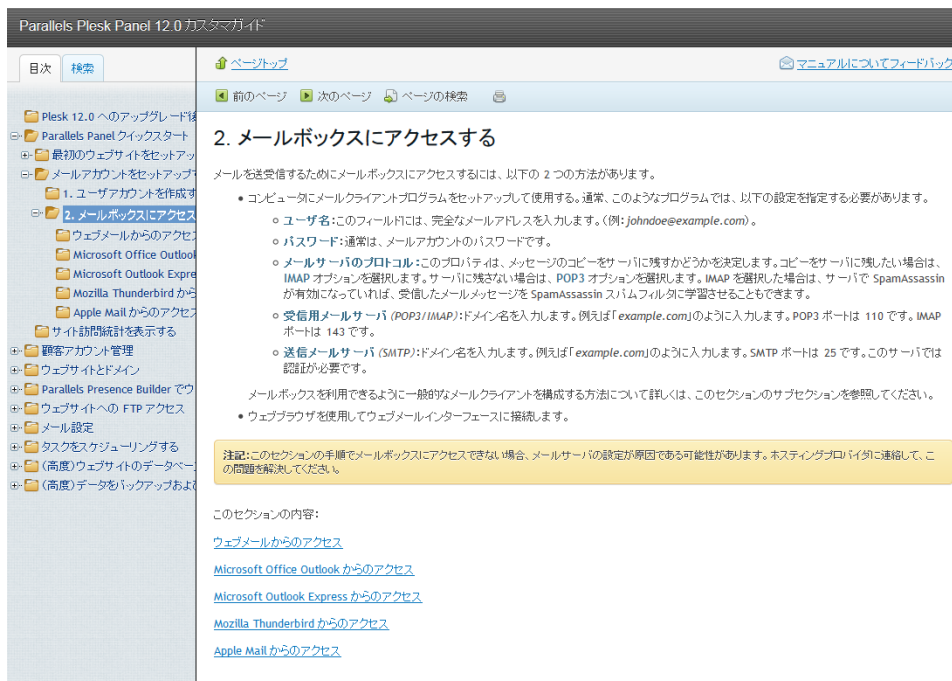 Parallels Plesk Panel 12.0 カスタマガイド
目次 検索
ページトップ マニュアルについてフィードバック
前のページ 次のページ ページの検索
Plesk 12.0 へのアップグレード後
Parallels Panel クイックスタート
最初のウェブサイトをセットアッ
メールアカウントをセットアップす
1. ユーザアカウントを作成す
2. メールボックスにアクセス
ウェブメールからのアクセス
Microsoft Office Outlook
Microsoft Outlook Expre
Mozilla Thunderbird から
Apple Mail からのアクセス
サイト訪問統計を表示する
顧客アカウント管理
ウェブサイトとドメイン
Parallels Presence Builder でウ
ウェブサイトへの FTP アクセス
メール設定
タスクをスケジューリングする
(高度)ウェブサイトのデータベー
(高度)データをバックアップおよ
2. メールボックスにアクセスする
メールを送受信するためにメールボックスにアクセスするには、以下の 2 つの方法があります。
コンピュータにメールクライアントプログラムをセットアップして使用する。通常、このようなプログラムでは、以下の設定を指定する必要があります。
ユーザ名:このフィールドには、完全なメールアドレスを入力します。(例:johndoe@example.com)。
パスワード:通常は、メールアカウントのパスワードです。
メールサーバのプロトコル:このプロパティは、メッセージのコピーをサーバに残すかどうかを決定します。コピーをサーバに残したい場合は、
IMAP オプションを選択します。サーバに残さない場合は、POP3 オプションを選択します。IMAP を選択した場合は、サーバで SpamAssassin
が有効になっていれば、受信したメールメッセージを SpamAssassin スパムフィルタに学習させることもできます。
受信用メールサーバ (POP3/IMAP):ドメイン名を入力します。例えば「example.com」のように入力します。POP3 ポートは 110 です。IMAP
ポートは 143 です。
送信メールサーバ (SMTP):ドメイン名を入力します。例えば「example.com」のように入力します。SMTP ポートは 25 です。このサーバでは
認証が必要です。
メールボックスを利用できるように一般的なメールクライアントを構成する方法について詳しくは、このセクションのサブセクションを参照してください。
ウェブブラウザを使用してウェブメールインターフェースに接続します。
注記:このセクションの手順でメールボックスにアクセスできない場合、メールサーバの設定が原因である可能性があります。ホスティングプロバイダに連絡して、こ
の問題を解決してください。
このセクションの内容:
ウェブメールからのアクセス
Microsoft Office Outlook からのアクセス
Microsoft Outlook Express からのアクセス
Mozilla Thunderbird からのアクセス
Apple Mail からのアクセス